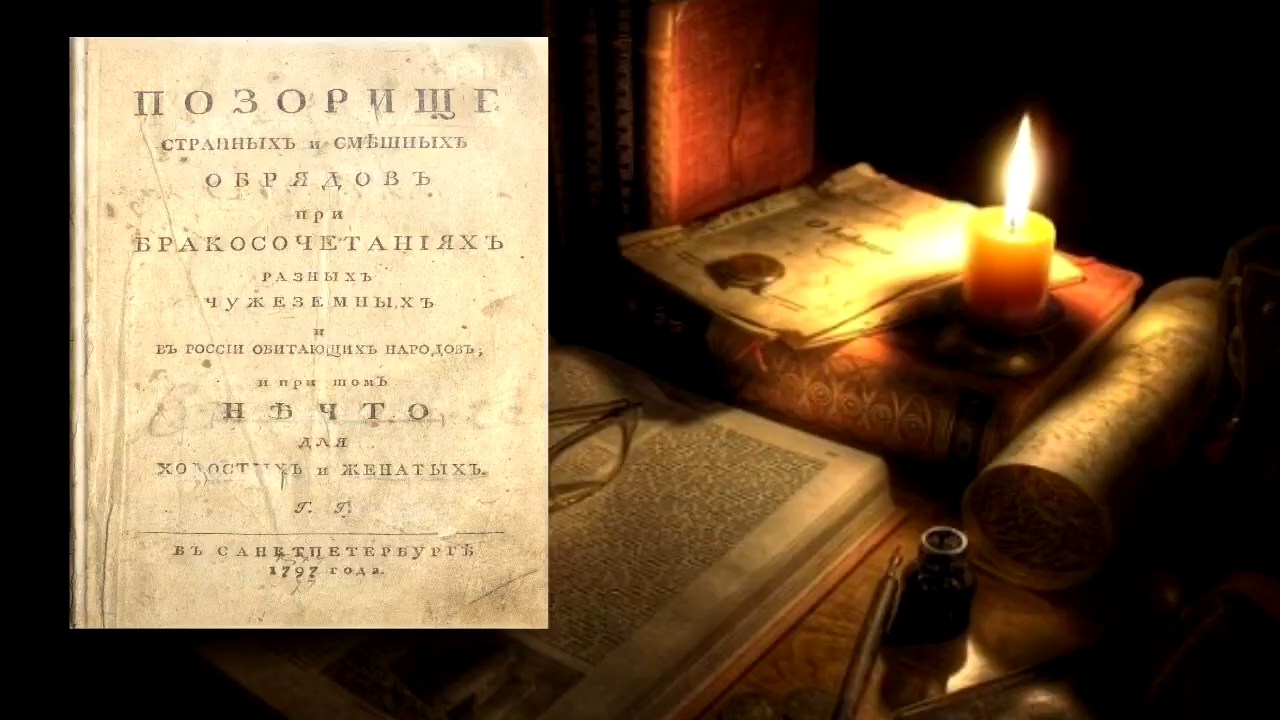 ПОЗОРИЩЕ
СТРАННЫХЪ и СМѢШНЫХЪ
ОБРЯДОВЪ
при
БРАКОСОЧЕТАНІЯХЪ
РАЗНЫХЪ
ЧУЖЕЗЕМНЫХЪ
и
ВЪ РОССІИ ОБИТАЮЩИХЪ НАРОДОВЪ;
и при томЪ
НѢЧТО
ДЛЯ
ХОЛОСТЫХЪ и ЖЕНАТЫХЪ.
Г. Г.
ВЪ САНКТПЕТЕРБУРГѢ
1797 года.